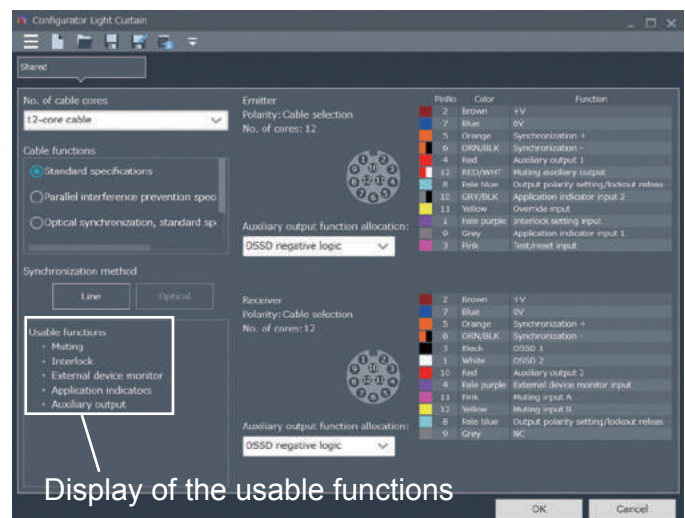 Configurator Light Curtain
Shared
No. of cable cores
12-core cable
Cable functions
Standard specifications
Parallel interference prevention spec
Optical synchronization, standard sp
Synchronization method
Line
Optical
Usable functions
• Muting
• Interlock
• External device monitor
• Application indicators
• Auxiliary output
Emitter
Polarity: Cable selection
No. of cores: 12
Auxiliary output function allocation:
OSSD negative logic
PinNo Color Function
2 Brown +V
7 Blue 0V
5 Orange Synchronization +
6 ORN/BLK Synchronization -
4 Red Auxiliary output 1
12 RED/WHT Muting auxiliary output
8 Pale blue Output polarity setting/lockout releas
10 GRY/BLK Application indicator input 2
11 Yellow Override input
1 Pale purple Interlock setting input
9 Grey Application indicator input 1
3 Pink Test/reset input
Receiver
Polarity: Cable selection
No. of cores: 12
Auxiliary output function allocation:
OSSD negative logic
2 Brown +V
7 Blue 0V
5 Orange Synchronization +
6 ORN/BLK Synchronization -
3 Black OSSD 1
1 White OSSD 2
10 Red Auxiliary output 2
4 Pale purple External device monitor input
11 Pink Muting input A
12 Yellow Muting input B
8 Pale blue Output polarity setting/lockout releas
9 Grey NC
Display of the usable functions
OK
Cancel